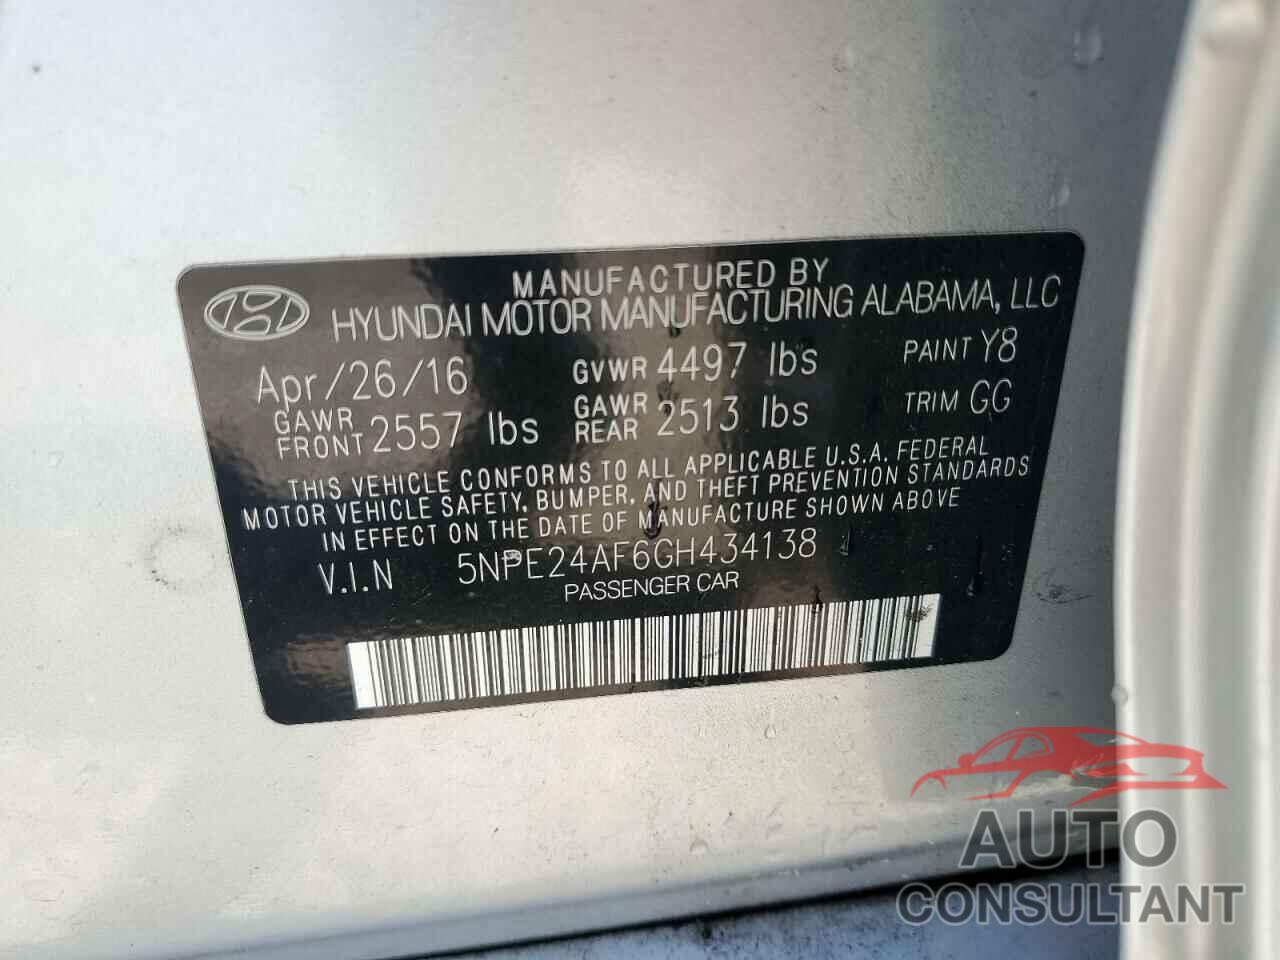 MANUFACTURED BY
HYUNDAI MOTOR MANUFACTURING ALABAMA, LLC
Apr/26/16 GVWR 4497 lbs PAINT Y8
GAWR FRONT 2557 lbs GAWR REAR 2513 lbs TRIM GG
THIS VEHICLE CONFORMS TO ALL APPLICABLE U.S.A. FEDERAL
MOTOR VEHICLE SAFETY, BUMPER, AND THEFT PREVENTION STANDARDS
IN EFFECT ON THE DATE OF MANUFACTURE SHOWN ABOVE
V.I.N 5NPE24AF6GH434138
PASSENGER CAR
AUTO
CONSULTANT